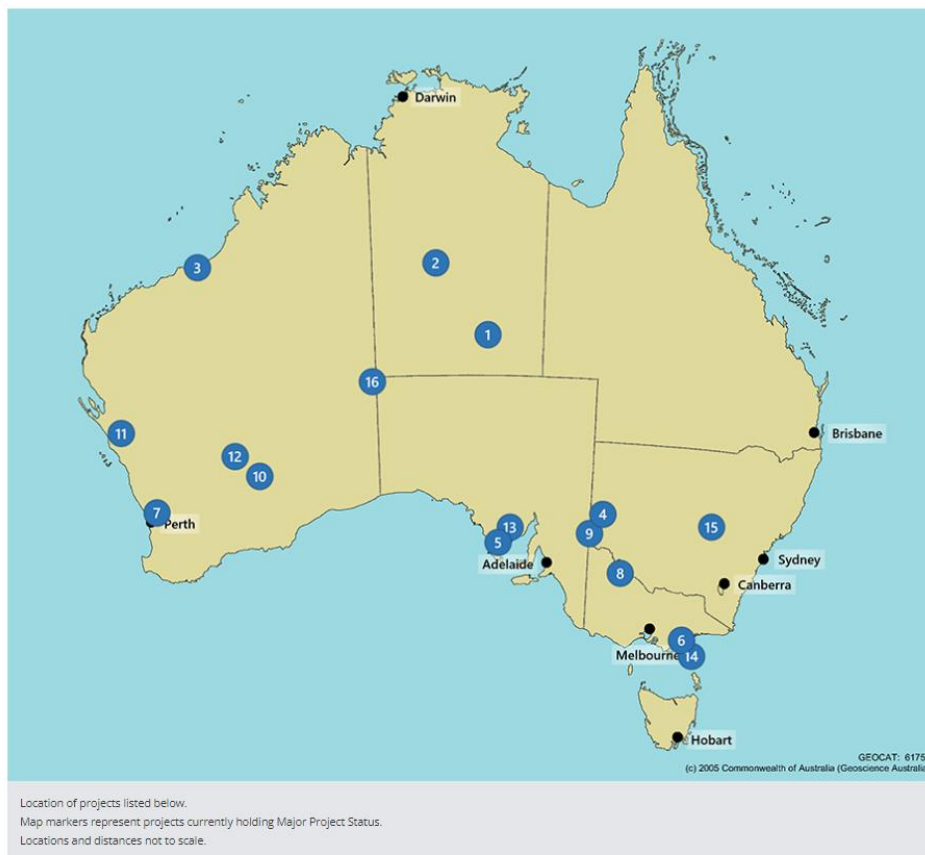 Darwin
2
3
1
16
11
Brisbane
12
10
4
7
Perth
13
15
9
5
Adelaide
Sydney
8
Canberra
6
Melbourne
14
Hobart
GEOCAT: 6175
(c) 2005 Commonwealth of Australia (Geoscience Australia
Location of projects listed below.
Map markers represent projects currently holding Major Project Status.
Locations and distances not to scale.